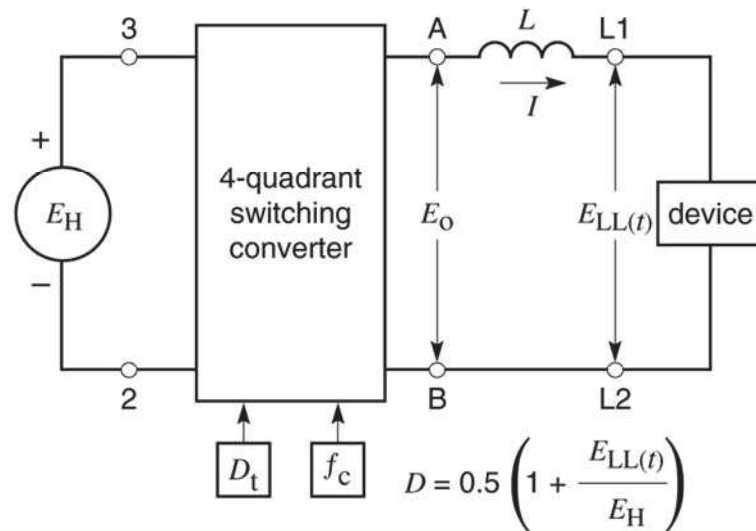 3
A
L
L1
I
+
E_H
−
4-quadrant
switching
converter
E_o
E_LL(t)
device
2
B
L2
D_t
f_c
D = 0.5 (1 + E_LL(t) / E_H)